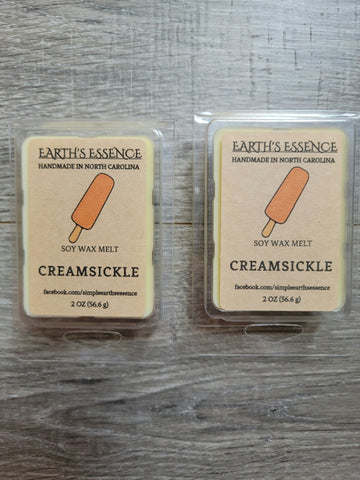 EARTH'S ESSENCE
HANDMADE IN NORTH CAROLINA
SOY WAX MELT
CREAMSICKLE
facebook.com/simpleearthsessence
2 OZ (56.6 g)
EARTH'S ESSENCE
HANDMADE IN NORTH CAROLINA
SOY WAX MELT
CREAMSICKLE
facebook.com/simpleearthsessence
2 OZ (56.6 g)